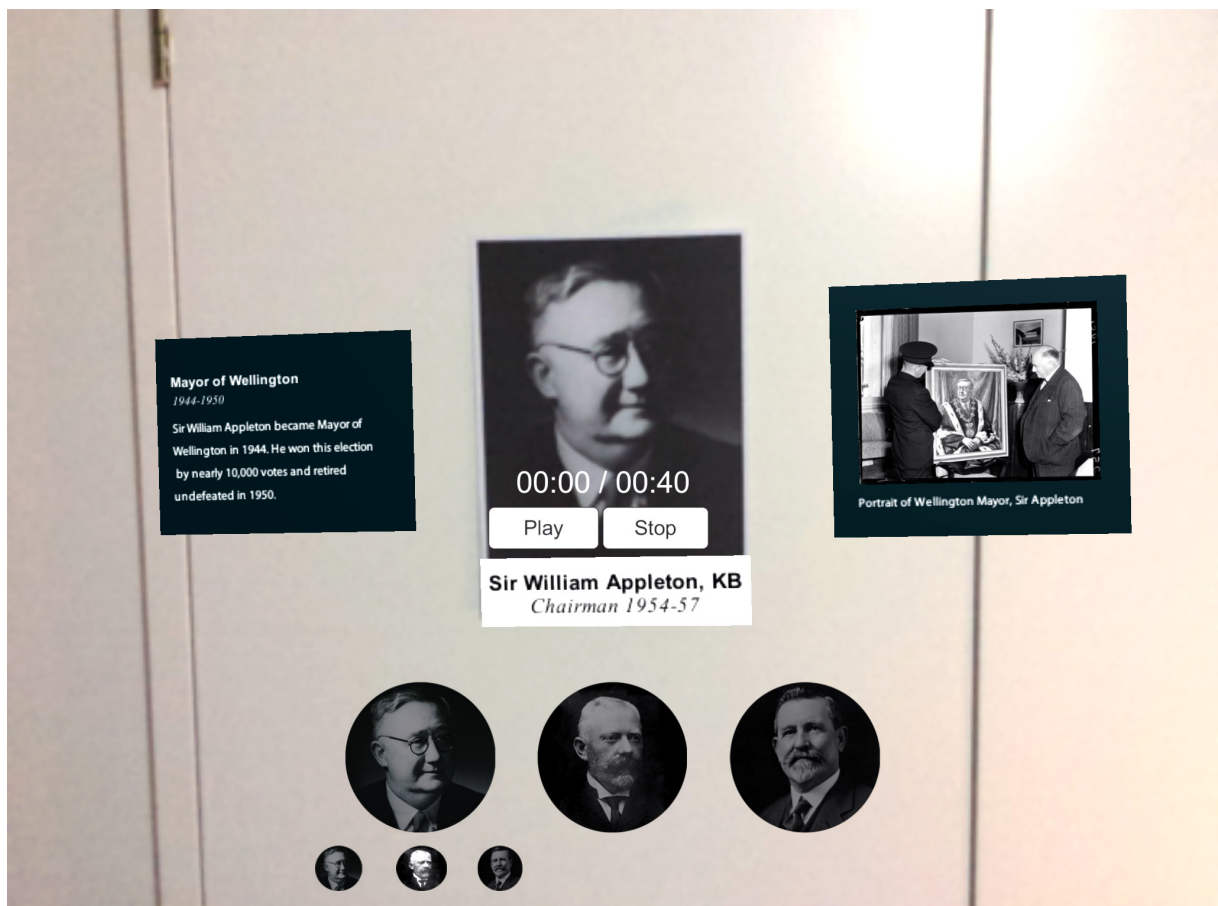 Mayor of Wellington
1944-1950
Sir William Appleton became Mayor of
Wellington in 1944. He won this election
by nearly 10,000 votes and retired
undefeated in 1950.
00:00 / 00:40
Play Stop
Sir William Appleton, KB
Chairman 1954-57
Portrait of Wellington Mayor, Sir Appleton